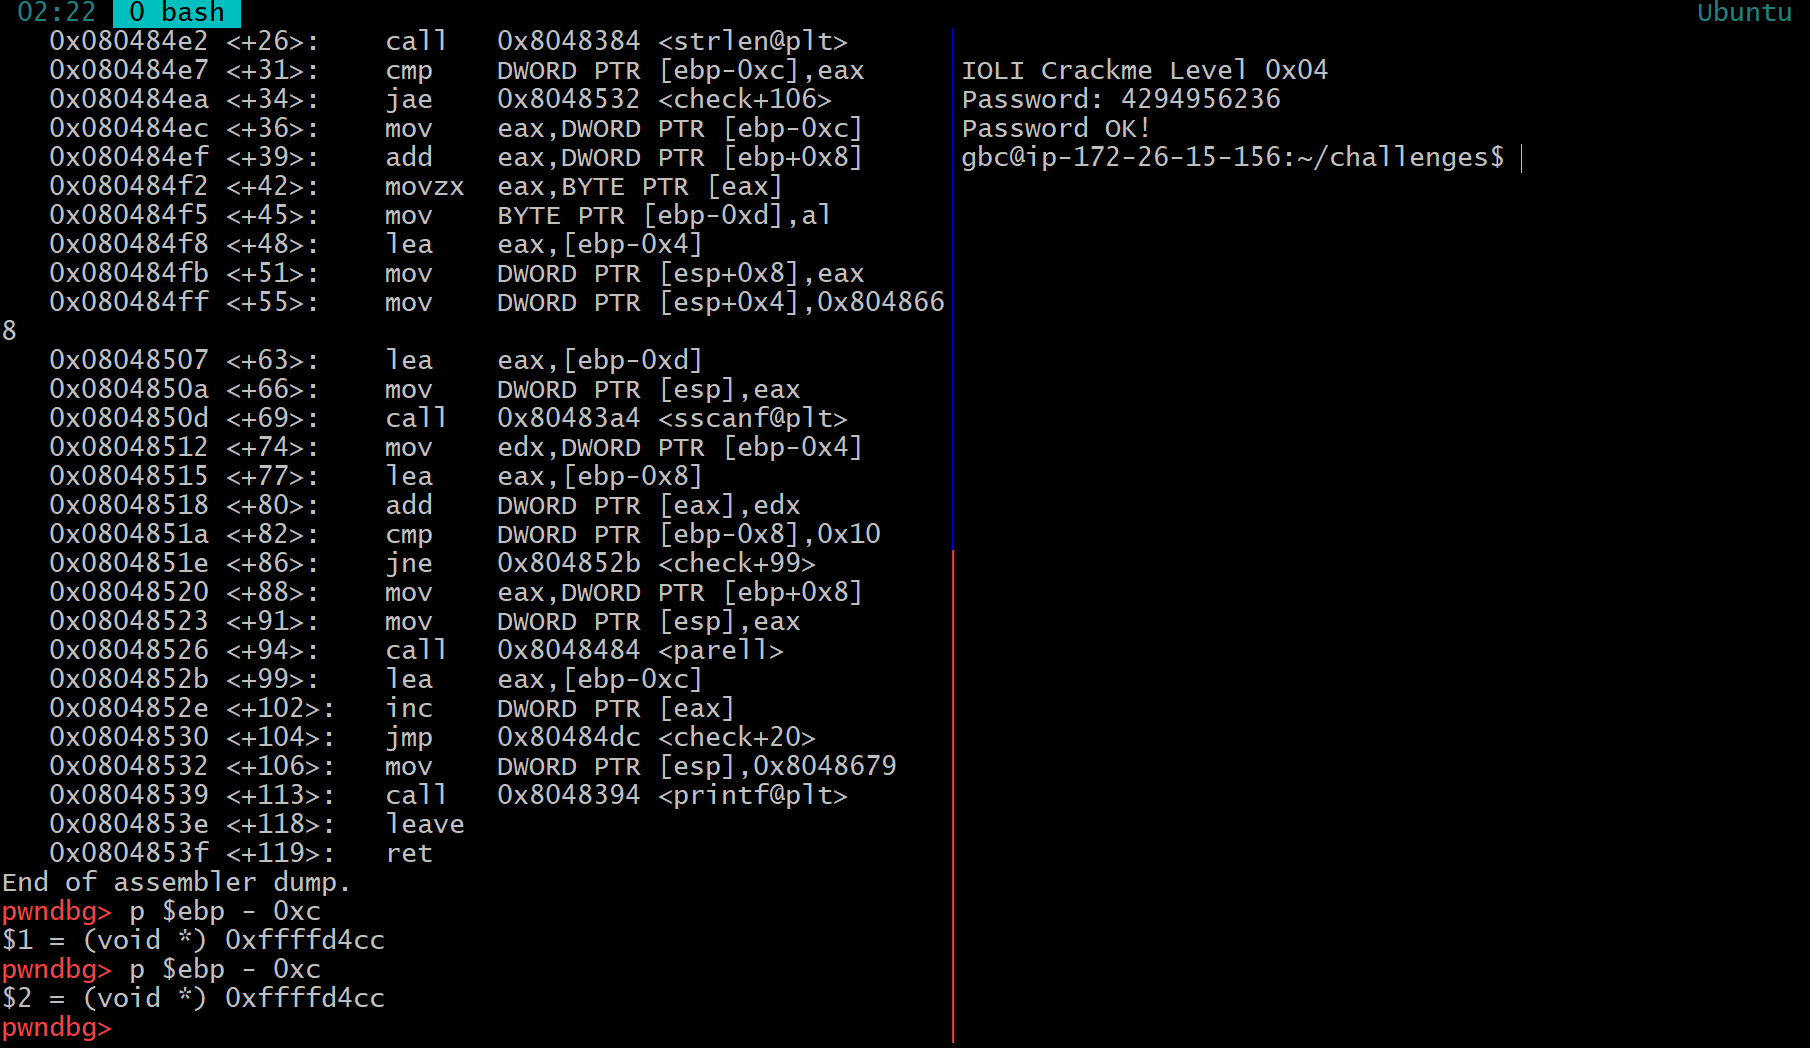 02:22 0 bash Ubuntu
0x080484e2 <+26>: call 0x8048384 <strlen@plt>
0x080484e7 <+31>: cmp DWORD PTR [ebp-0xc],eax
0x080484ea <+34>: jae 0x8048532 <check+106>
0x080484ec <+36>: mov eax,DWORD PTR [ebp-0xc]
0x080484ef <+39>: add eax,DWORD PTR [ebp+0x8]
0x080484f2 <+42>: movzx eax,BYTE PTR [eax]
0x080484f5 <+45>: mov BYTE PTR [ebp-0xd],al
0x080484f8 <+48>: lea eax,[ebp-0x4]
0x080484fb <+51>: mov DWORD PTR [esp+0x8],eax
0x080484ff <+55>: mov DWORD PTR [esp+0x4],0x804866
8
0x08048507 <+63>: lea eax,[ebp-0xd]
0x0804850a <+66>: mov DWORD PTR [esp],eax
0x0804850d <+69>: call 0x80483a4 <sscanf@plt>
0x08048512 <+74>: mov edx,DWORD PTR [ebp-0x4]
0x08048515 <+77>: lea eax,[ebp-0x8]
0x08048518 <+80>: add DWORD PTR [eax],edx
0x0804851a <+82>: cmp DWORD PTR [ebp-0x8],0x10
0x0804851e <+86>: jne 0x804852b <check+99>
0x08048520 <+88>: mov eax,DWORD PTR [ebp+0x8]
0x08048523 <+91>: mov DWORD PTR [esp],eax
0x08048526 <+94>: call 0x8048484 <parell>
0x0804852b <+99>: lea eax,[ebp-0xc]
0x0804852e <+102>: inc DWORD PTR [eax]
0x08048530 <+104>: jmp 0x80484dc <check+20>
0x08048532 <+106>: mov DWORD PTR [esp],0x8048679
0x08048539 <+113>: call 0x8048394 <printf@plt>
0x0804853e <+118>: leave
0x0804853f <+119>: ret
End of assembler dump.
pwndbg> p $ebp - 0xc
$1 = (void *) 0xffffd4cc
pwndbg> p $ebp - 0xc
$2 = (void *) 0xffffd4cc
pwndbg>
IOLI Crackme Level 0x04
Password: 4294956236
Password OK!
gbc@ip-172-26-15-156:~/challenges$